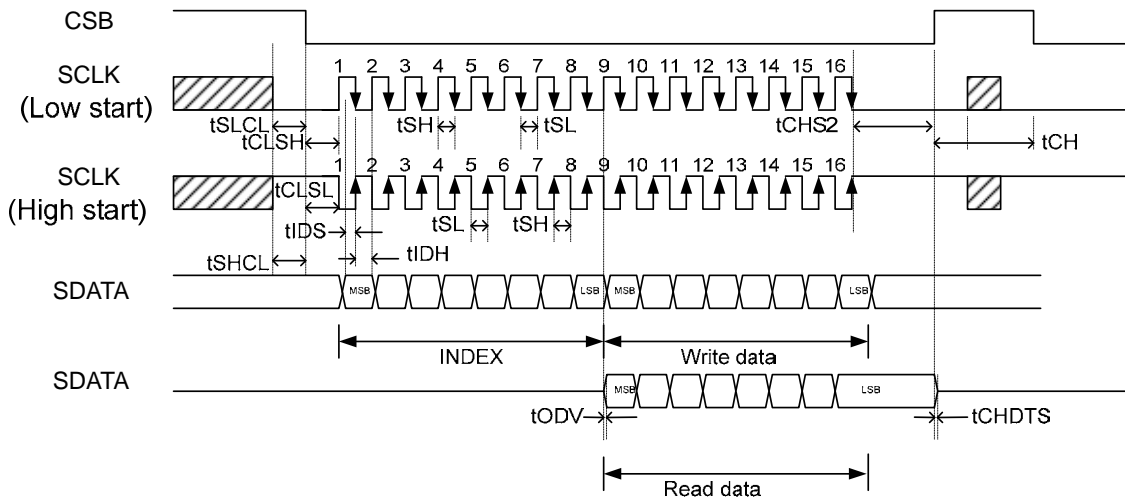 CSB
SCLK
(Low start)
1 2 3 4 5 6 7 8 9 10 11 12 13 14 15 16
tSLCL
tSH
tSL
tCHS2
tCLSH
tCH
SCLK
(High start)
1 2 3 4 5 6 7 8 9 10 11 12 13 14 15 16
tCLSL
tIDS
tSL
tSH
tIDH
tSHCL
SDATA
MSB LSB MSB LSB
INDEX
Write data
SDATA
MSB LSB
tODV
tCHDTS
Read data